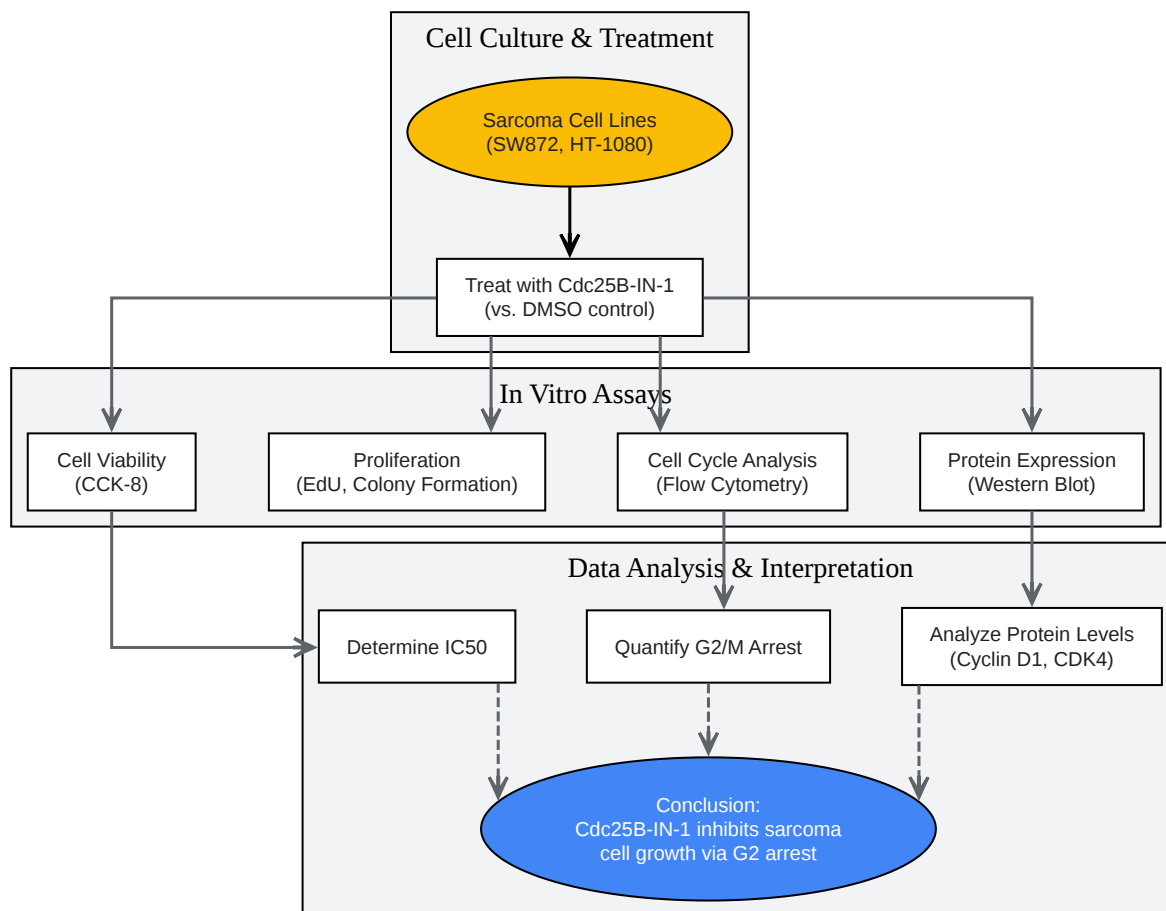 Cell Culture & Treatment
Sarcoma Cell Lines
(SW872, HT-1080)
Treat with Cdc25B-IN-1
(vs. DMSO control)
In Vitro Assays
Cell Viability
(CCK-8)
Proliferation
(EdU, Colony Formation)
Cell Cycle Analysis
(Flow Cytometry)
Protein Expression
(Western Blot)
Data Analysis & Interpretation
Determine IC50
Quantify G2/M Arrest
Analyze Protein Levels
(Cyclin D1, CDK4)
Conclusion:
Cdc25B-IN-1 inhibits sarcoma
cell growth via G2 arrest